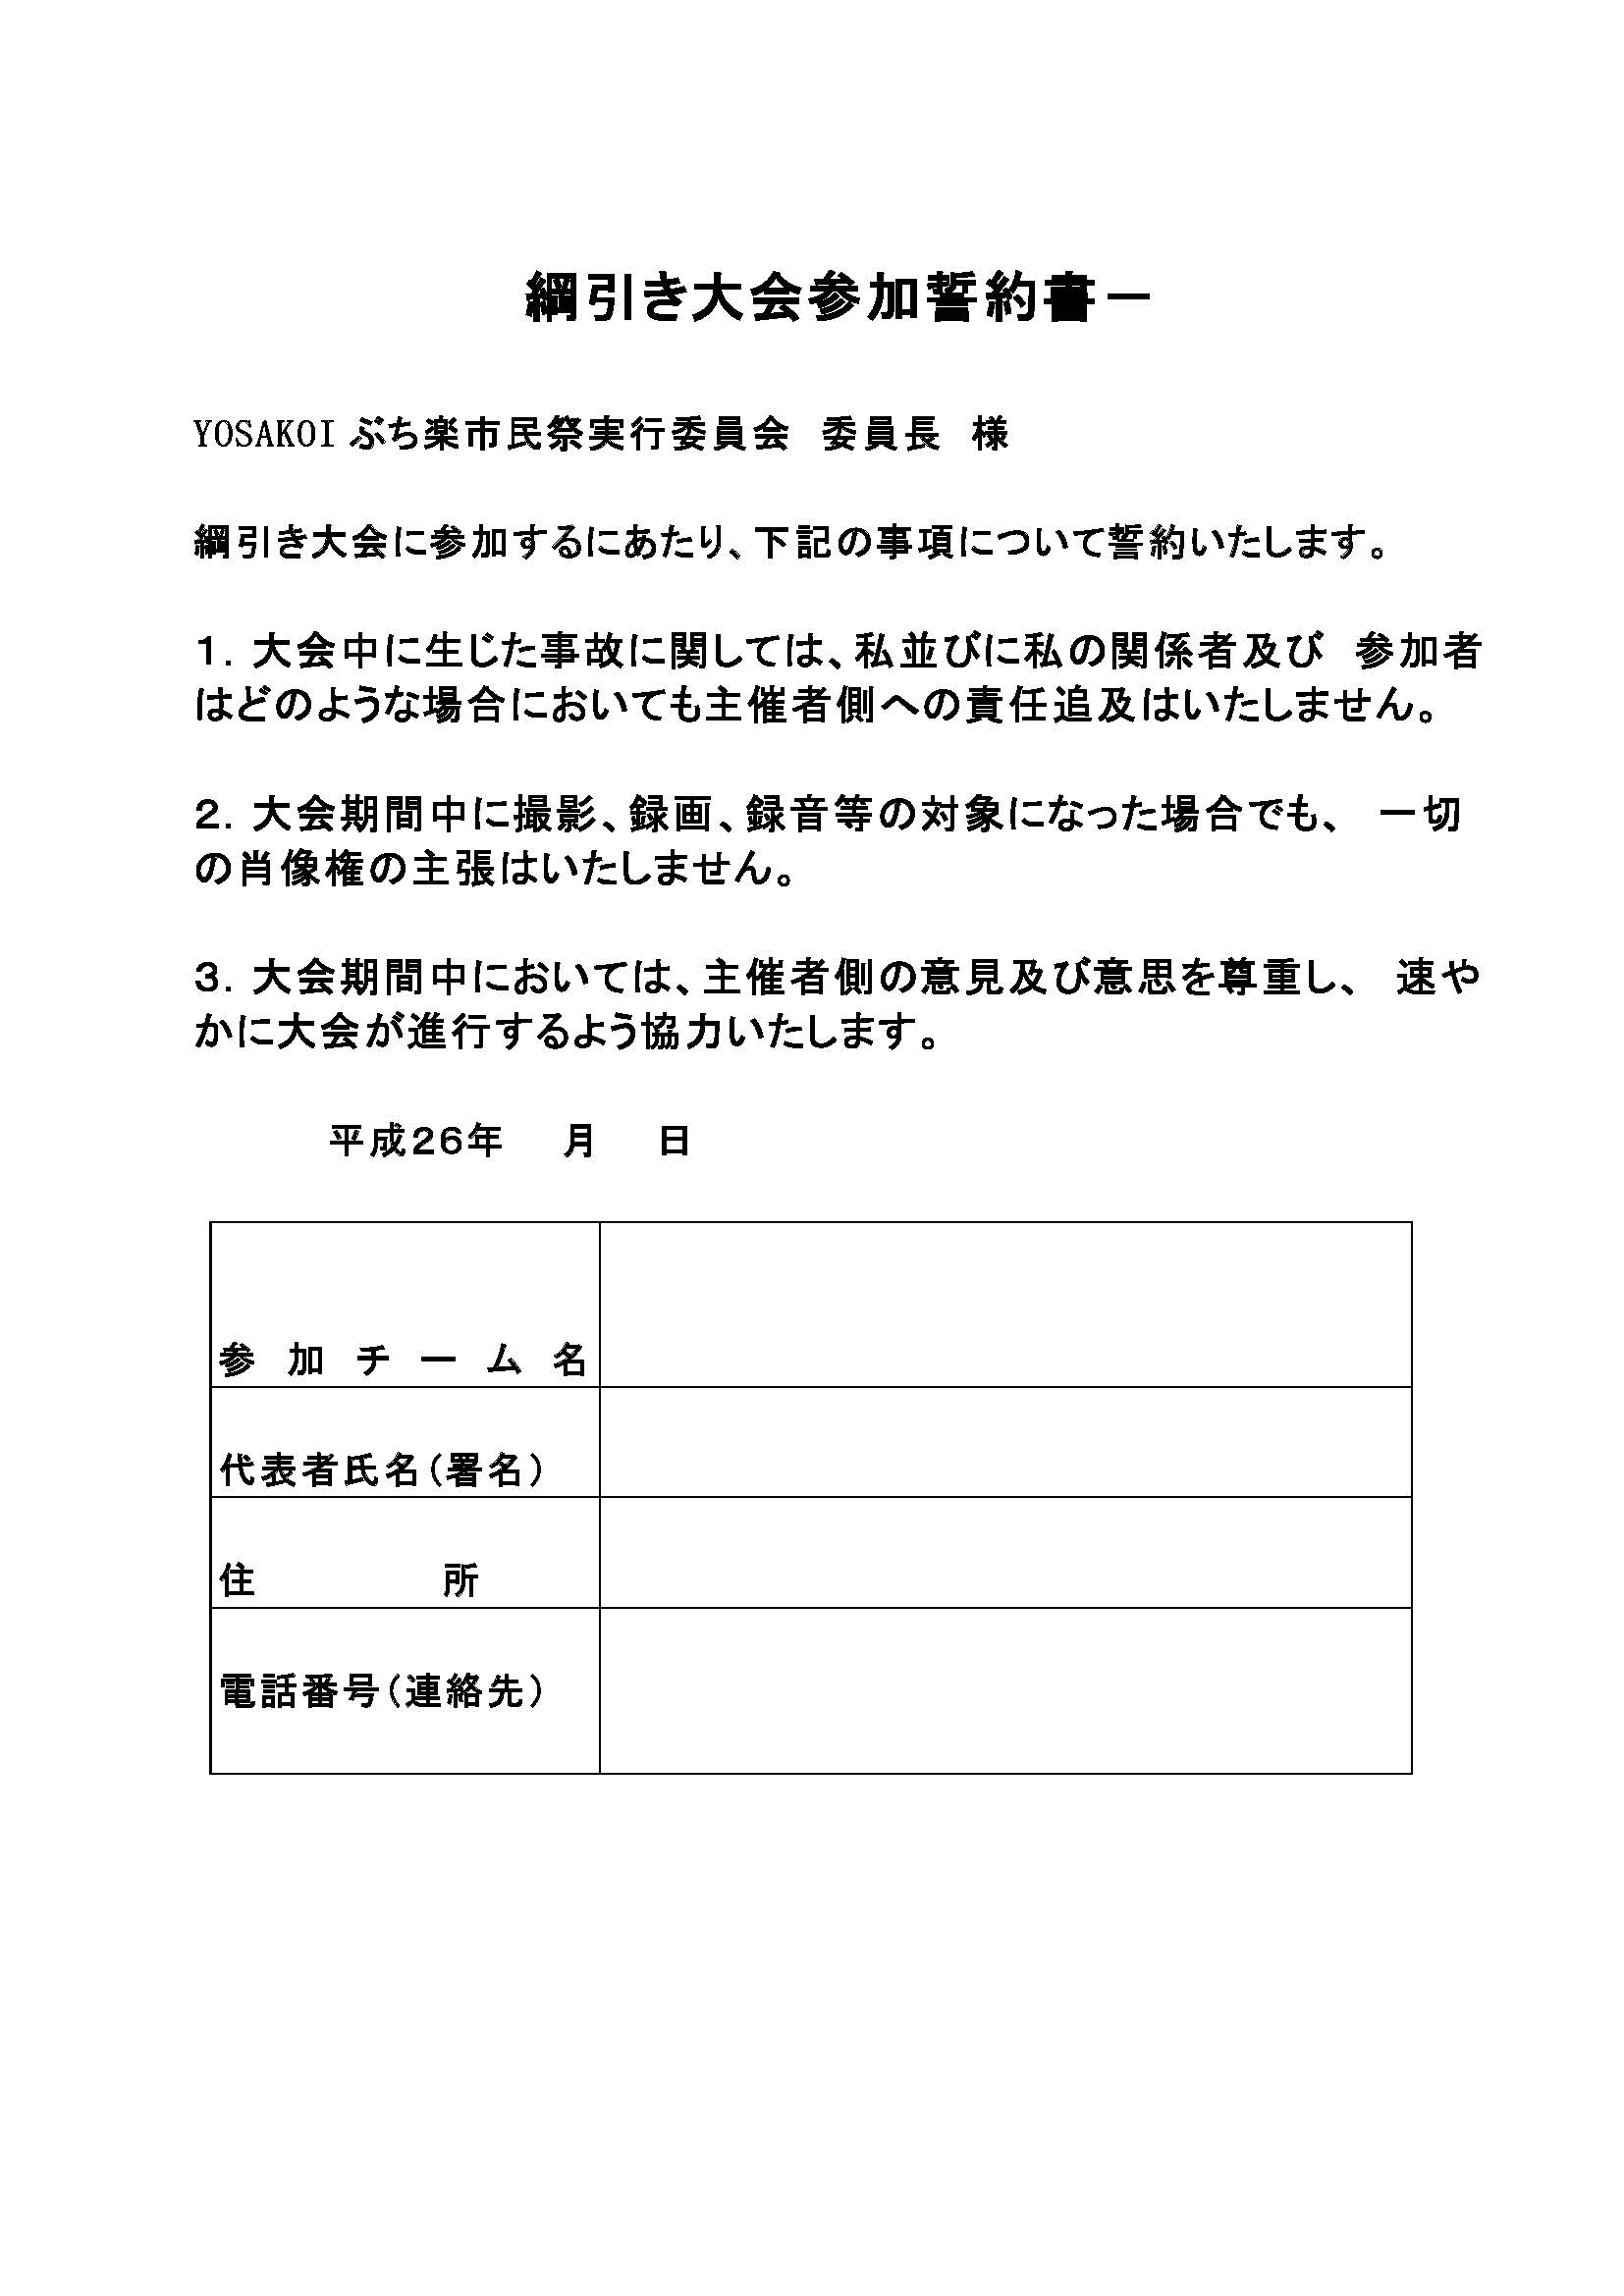 綱引き大会参加誓約書－
YOSAKOI ぶち楽市民祭実行委員会　委員長　様
綱引き大会に参加するにあたり、下記の事項について誓約いたします。
１．大会中に生じた事故に関しては、私並びに私の関係者及び　参加者
はどのような場合においても主催者側への責任追及はいたしません。
２．大会期間中に撮影、録画、録音等の対象になった場合でも、　一切
の肖像権の主張はいたしません。
３．大会期間中においては、主催者側の意見及び意思を尊重し、　速や
かに大会が進行するよう協力いたします。
平成２６年　　月　　日
参　加　チ　ー　ム　名
代表者氏名（署名）
住　　　　　所
電話番号（連絡先）